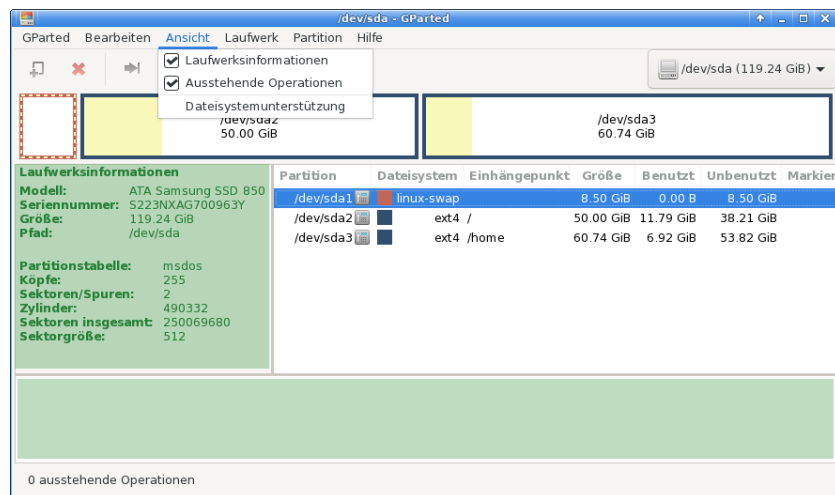 /dev/sda - GParted
GParted Bearbeiten Ansicht Laufwerk Partition Hilfe
Laufwerksinformationen
Ausstehende Operationen
Dateisystemunterstützung
/dev/sda (119.24 GiB)
/dev/sda2
50.00 GiB
/dev/sda3
60.74 GiB
Laufwerksinformationen
Modell: ATA Samsung SSD 850
Seriennummer: S223NXAG700963Y
Größe: 119.24 GiB
Pfad: /dev/sda
Partitionstabelle: msdos
Köpfe: 255
Sektoren/Spuren: 2
Zylinder: 490332
Sektoren insgesamt: 250069680
Sektorgröße: 512
Partition Dateisystem Einhängepunkt Größe Benutzt Unbenutzt Markier
/dev/sda1 linux-swap 8.50 GiB 0.00 B 8.50 GiB
/dev/sda2 ext4 / 50.00 GiB 11.79 GiB 38.21 GiB
/dev/sda3 ext4 /home 60.74 GiB 6.92 GiB 53.82 GiB
0 ausstehende Operationen